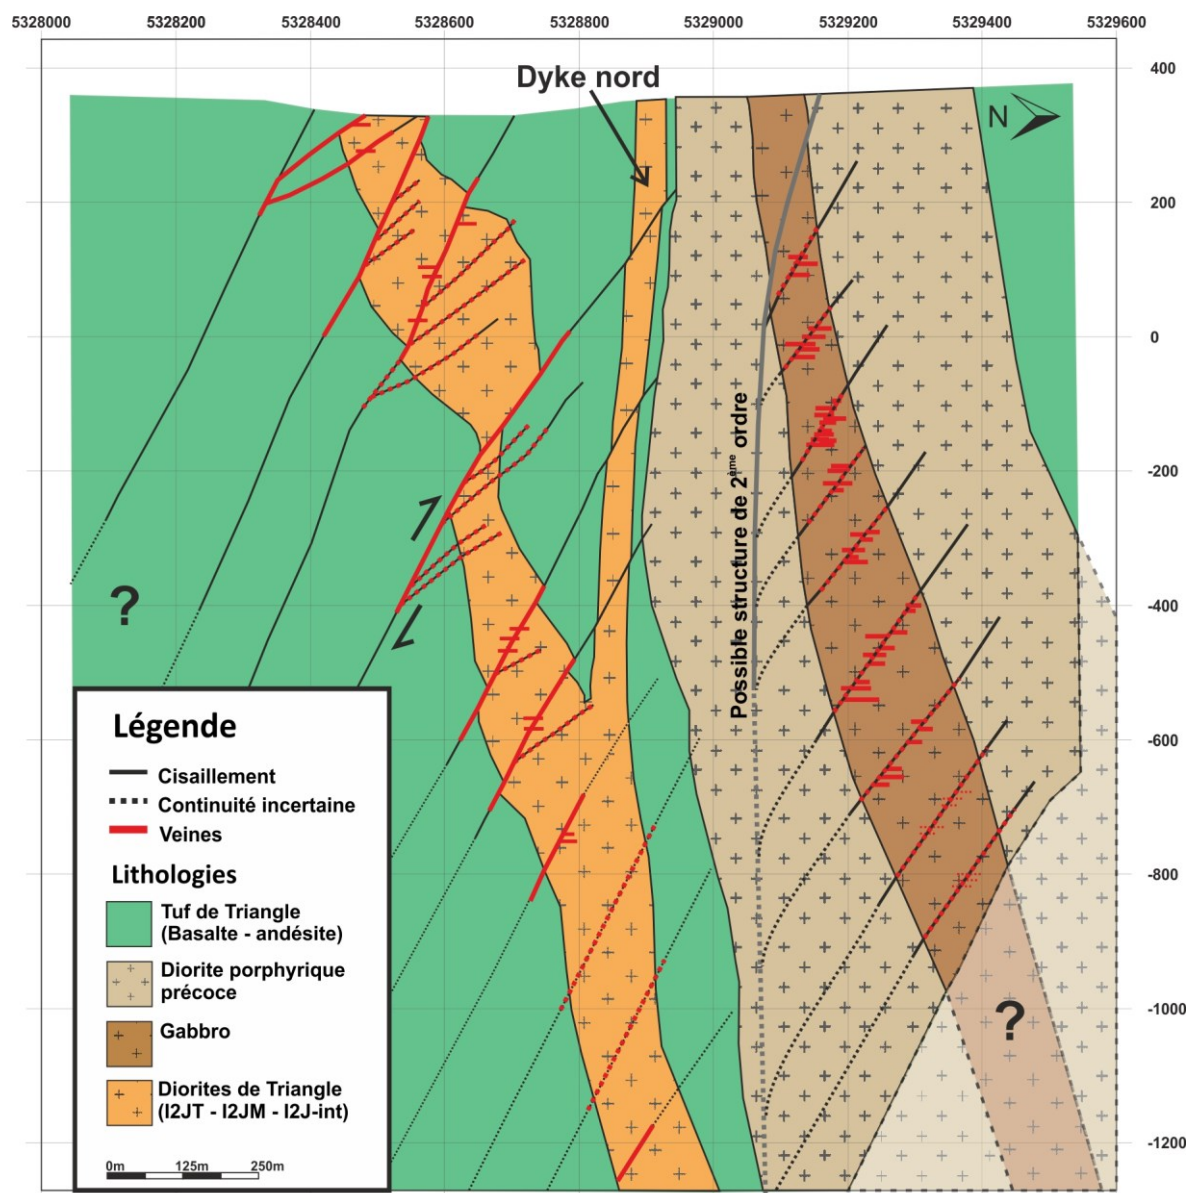 5328000 5328200 5328400 5328600 5328800 5329000 5329200 5329400 5329600
400
Dyke nord
N
200
0
-200
Possible structure de 2ème ordre
-400
?
-600
-800
-1000
?
-1200
Légende
Cisaillement
Continuité incertaine
Veines
Lithologies
Tuf de Triangle
(Basalte - andésite)
Diorite porphyrique
précoce
Gabbro
Diorites de Triangle
(I2JT - I2JM - I2J-int)
0m 125m 250m